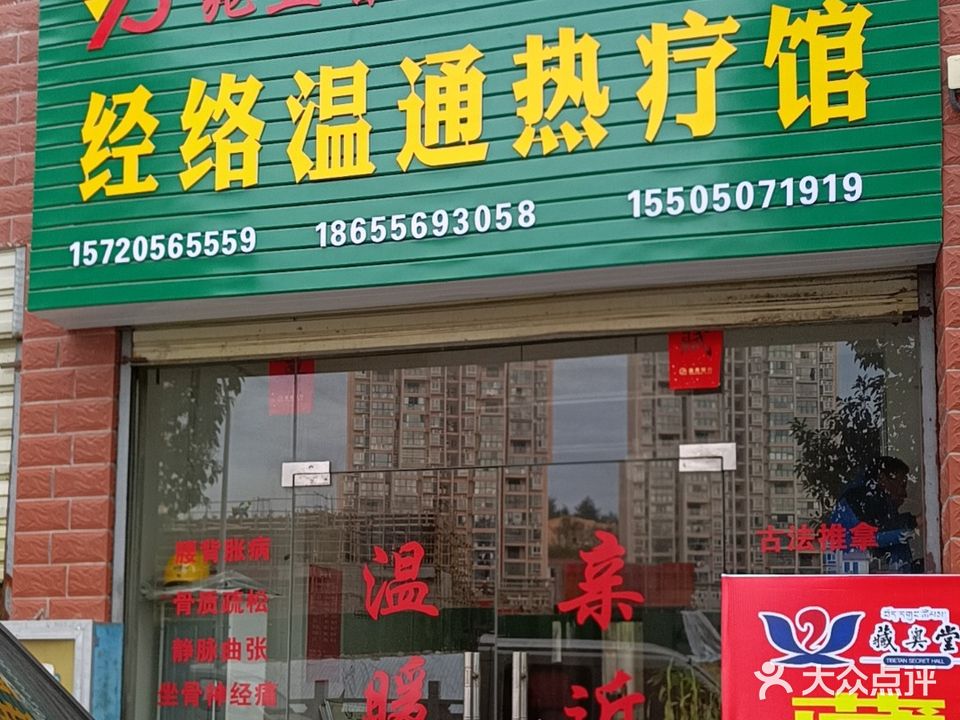 经络温通热疗馆
15720565559 18655693058 15505071919
腰背胀痛
骨质疏松
静脉曲张
坐骨神经痛
温暖
亲近
古法推拿
藏奥堂
TIBETAN SECRET HALL
大众点评